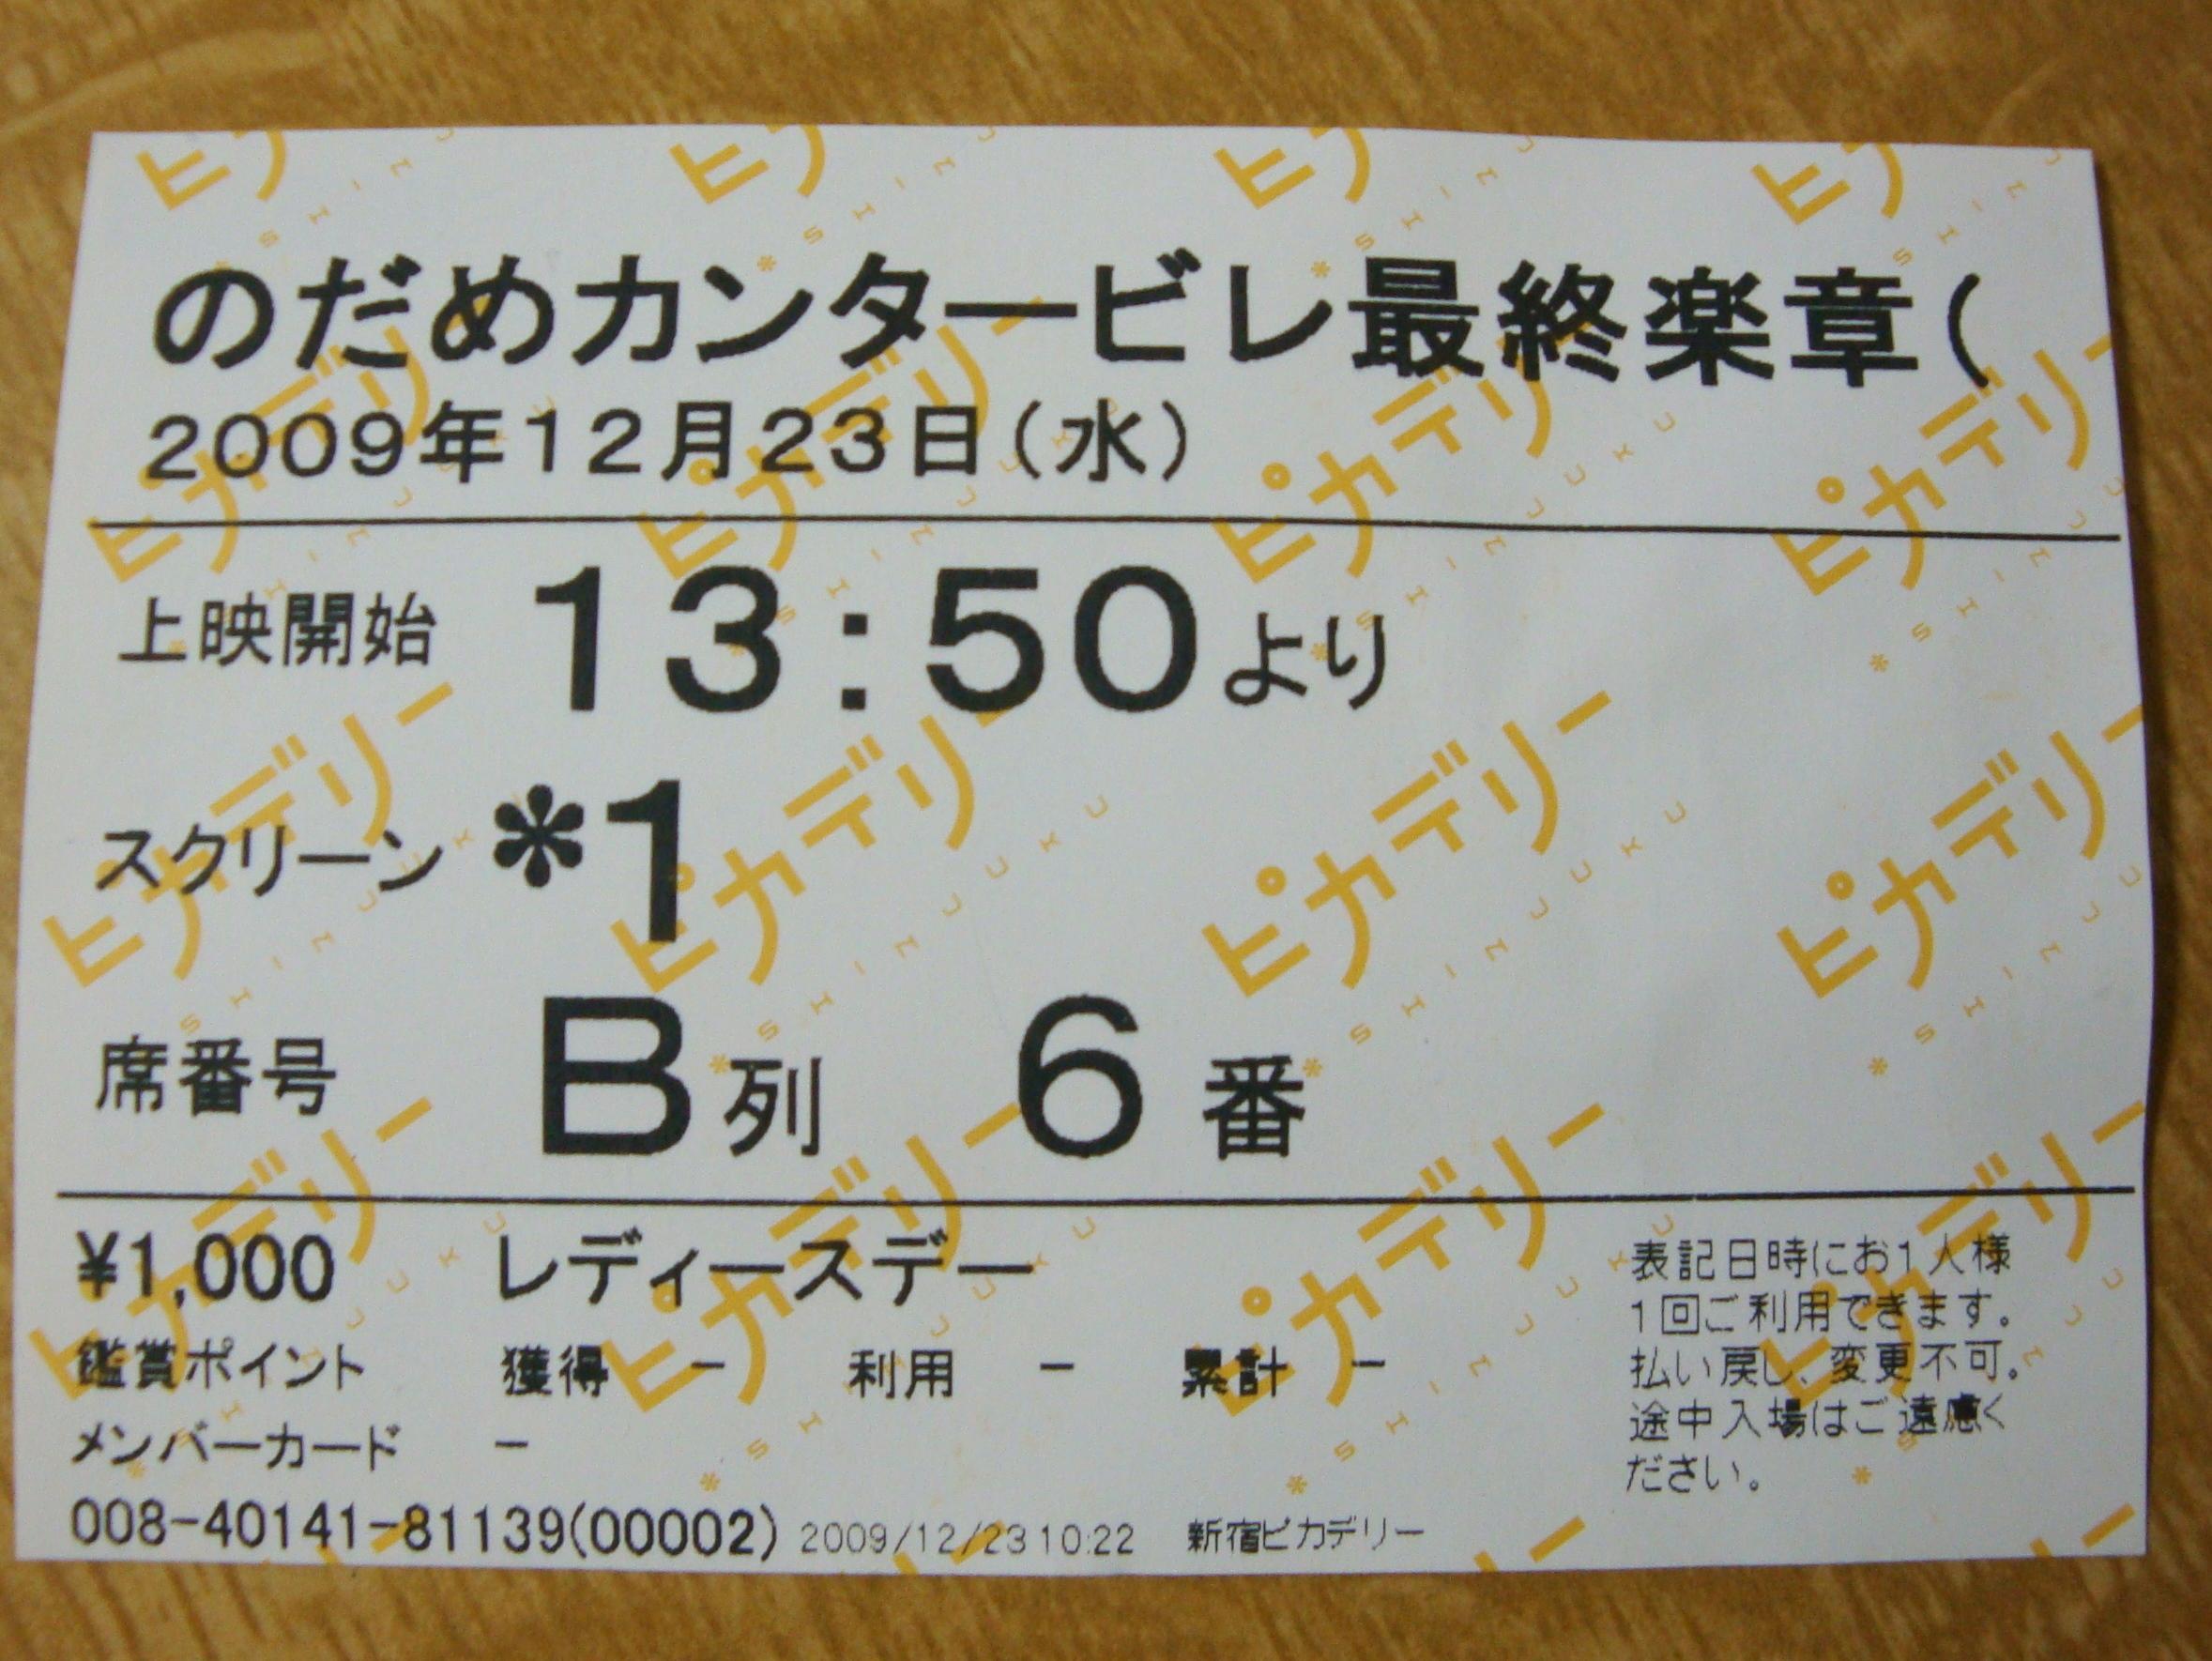 のだめカンタービレ最終楽章(
2009年12月23日(水)
上映開始 13:50より
スクリーン *1
席番号 B列 6番
¥1,000 レディースデー
鑑賞ポイント 獲得 - 利用 - 累計 -
メンバーカード -
008-40141-81139(00002) 2009/12/23 10:22 新宿ピカデリー
表記日時にお1人様
1回ご利用できます。
払い戻し、変更不可。
途中入場はご遠慮く
ださい。
ピカデリー
*SHINJUKU